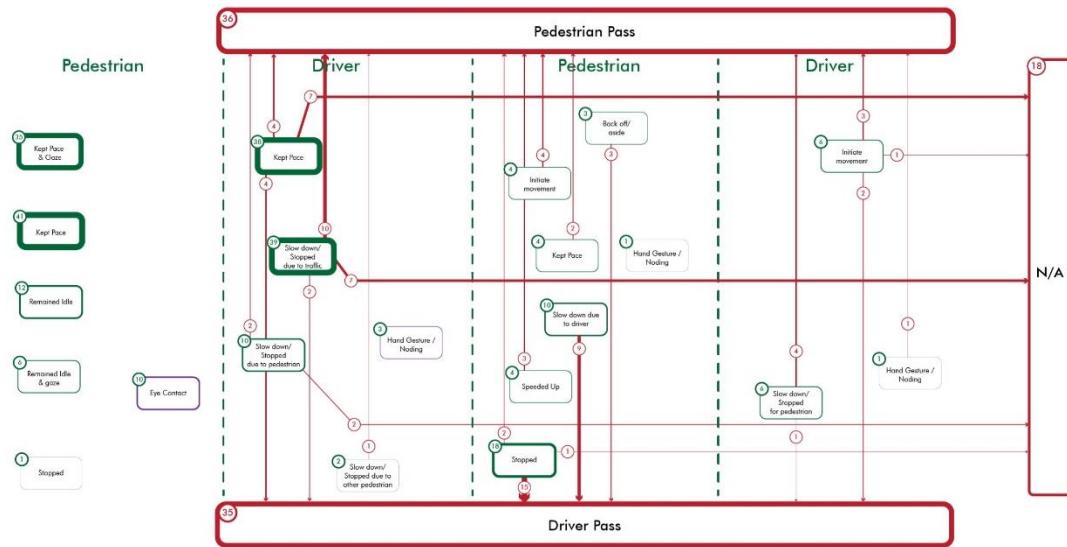 36
Pedestrian Pass
Pedestrian
Driver
Pedestrian
Driver
18
7
3
Back off/
aside
35
Kept Pace
& Gaze
4
38
Kept Pace
3
6
Initiate
movement
1
4
3
4
Initiate
movement
4
2
41
Kept Pace
10
2
39
Slow down/
Stopped
due to traffic
4
Kept Pace
1
Hand Gesture /
Noding
N/A
7
2
12
Remained Idle
10
Slow down due
to driver
2
10
Slow down/
Stopped
due to pedestrian
3
Hand Gesture /
Noding
9
1
3
4
1
Hand Gesture /
Noding
6
Remained Idle
& gaze
10
Eye Contact
4
Speeded Up
6
Slow down/
Stopped
for pedestrian
2
2
1
1
18
Stopped
1
1
Stopped
2
Slow down/
Stopped due to
other pedestrian
15
35
Driver Pass